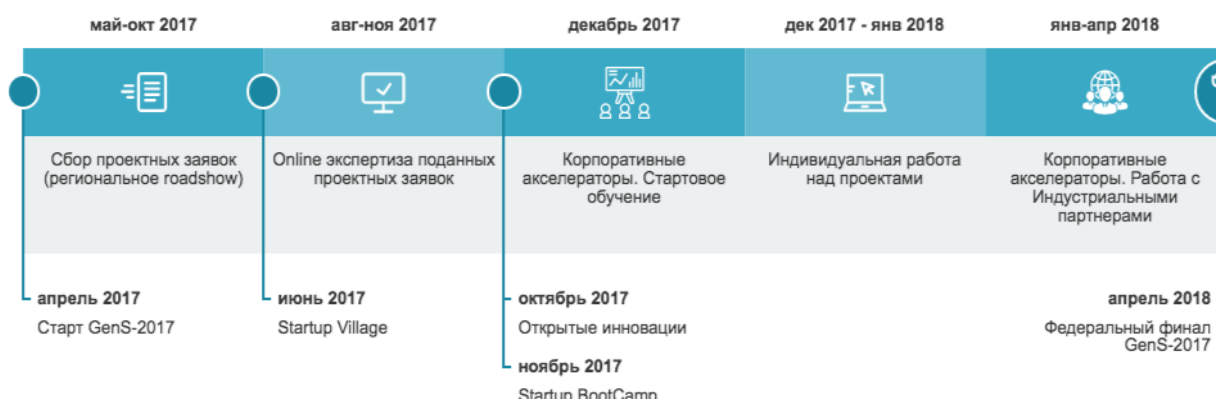 май-окт 2017
авг-ноя 2017
декабрь 2017
дек 2017 - янв 2018
янв-апр 2018
Сбор проектных заявок
(региональное roadshow)
Online экспертиза поданных
проектных заявок
Корпоративные
акселераторы. Стартовое
обучение
Индивидуальная работа
над проектами
Корпоративные
акселераторы. Работа с
Индустриальными
партнерами
апрель 2017
Старт GenS-2017
июнь 2017
Startup Village
октябрь 2017
Открытые инновации
ноябрь 2017
Startup BootCamp
апрель 2018
Федеральный финал
GenS-2017